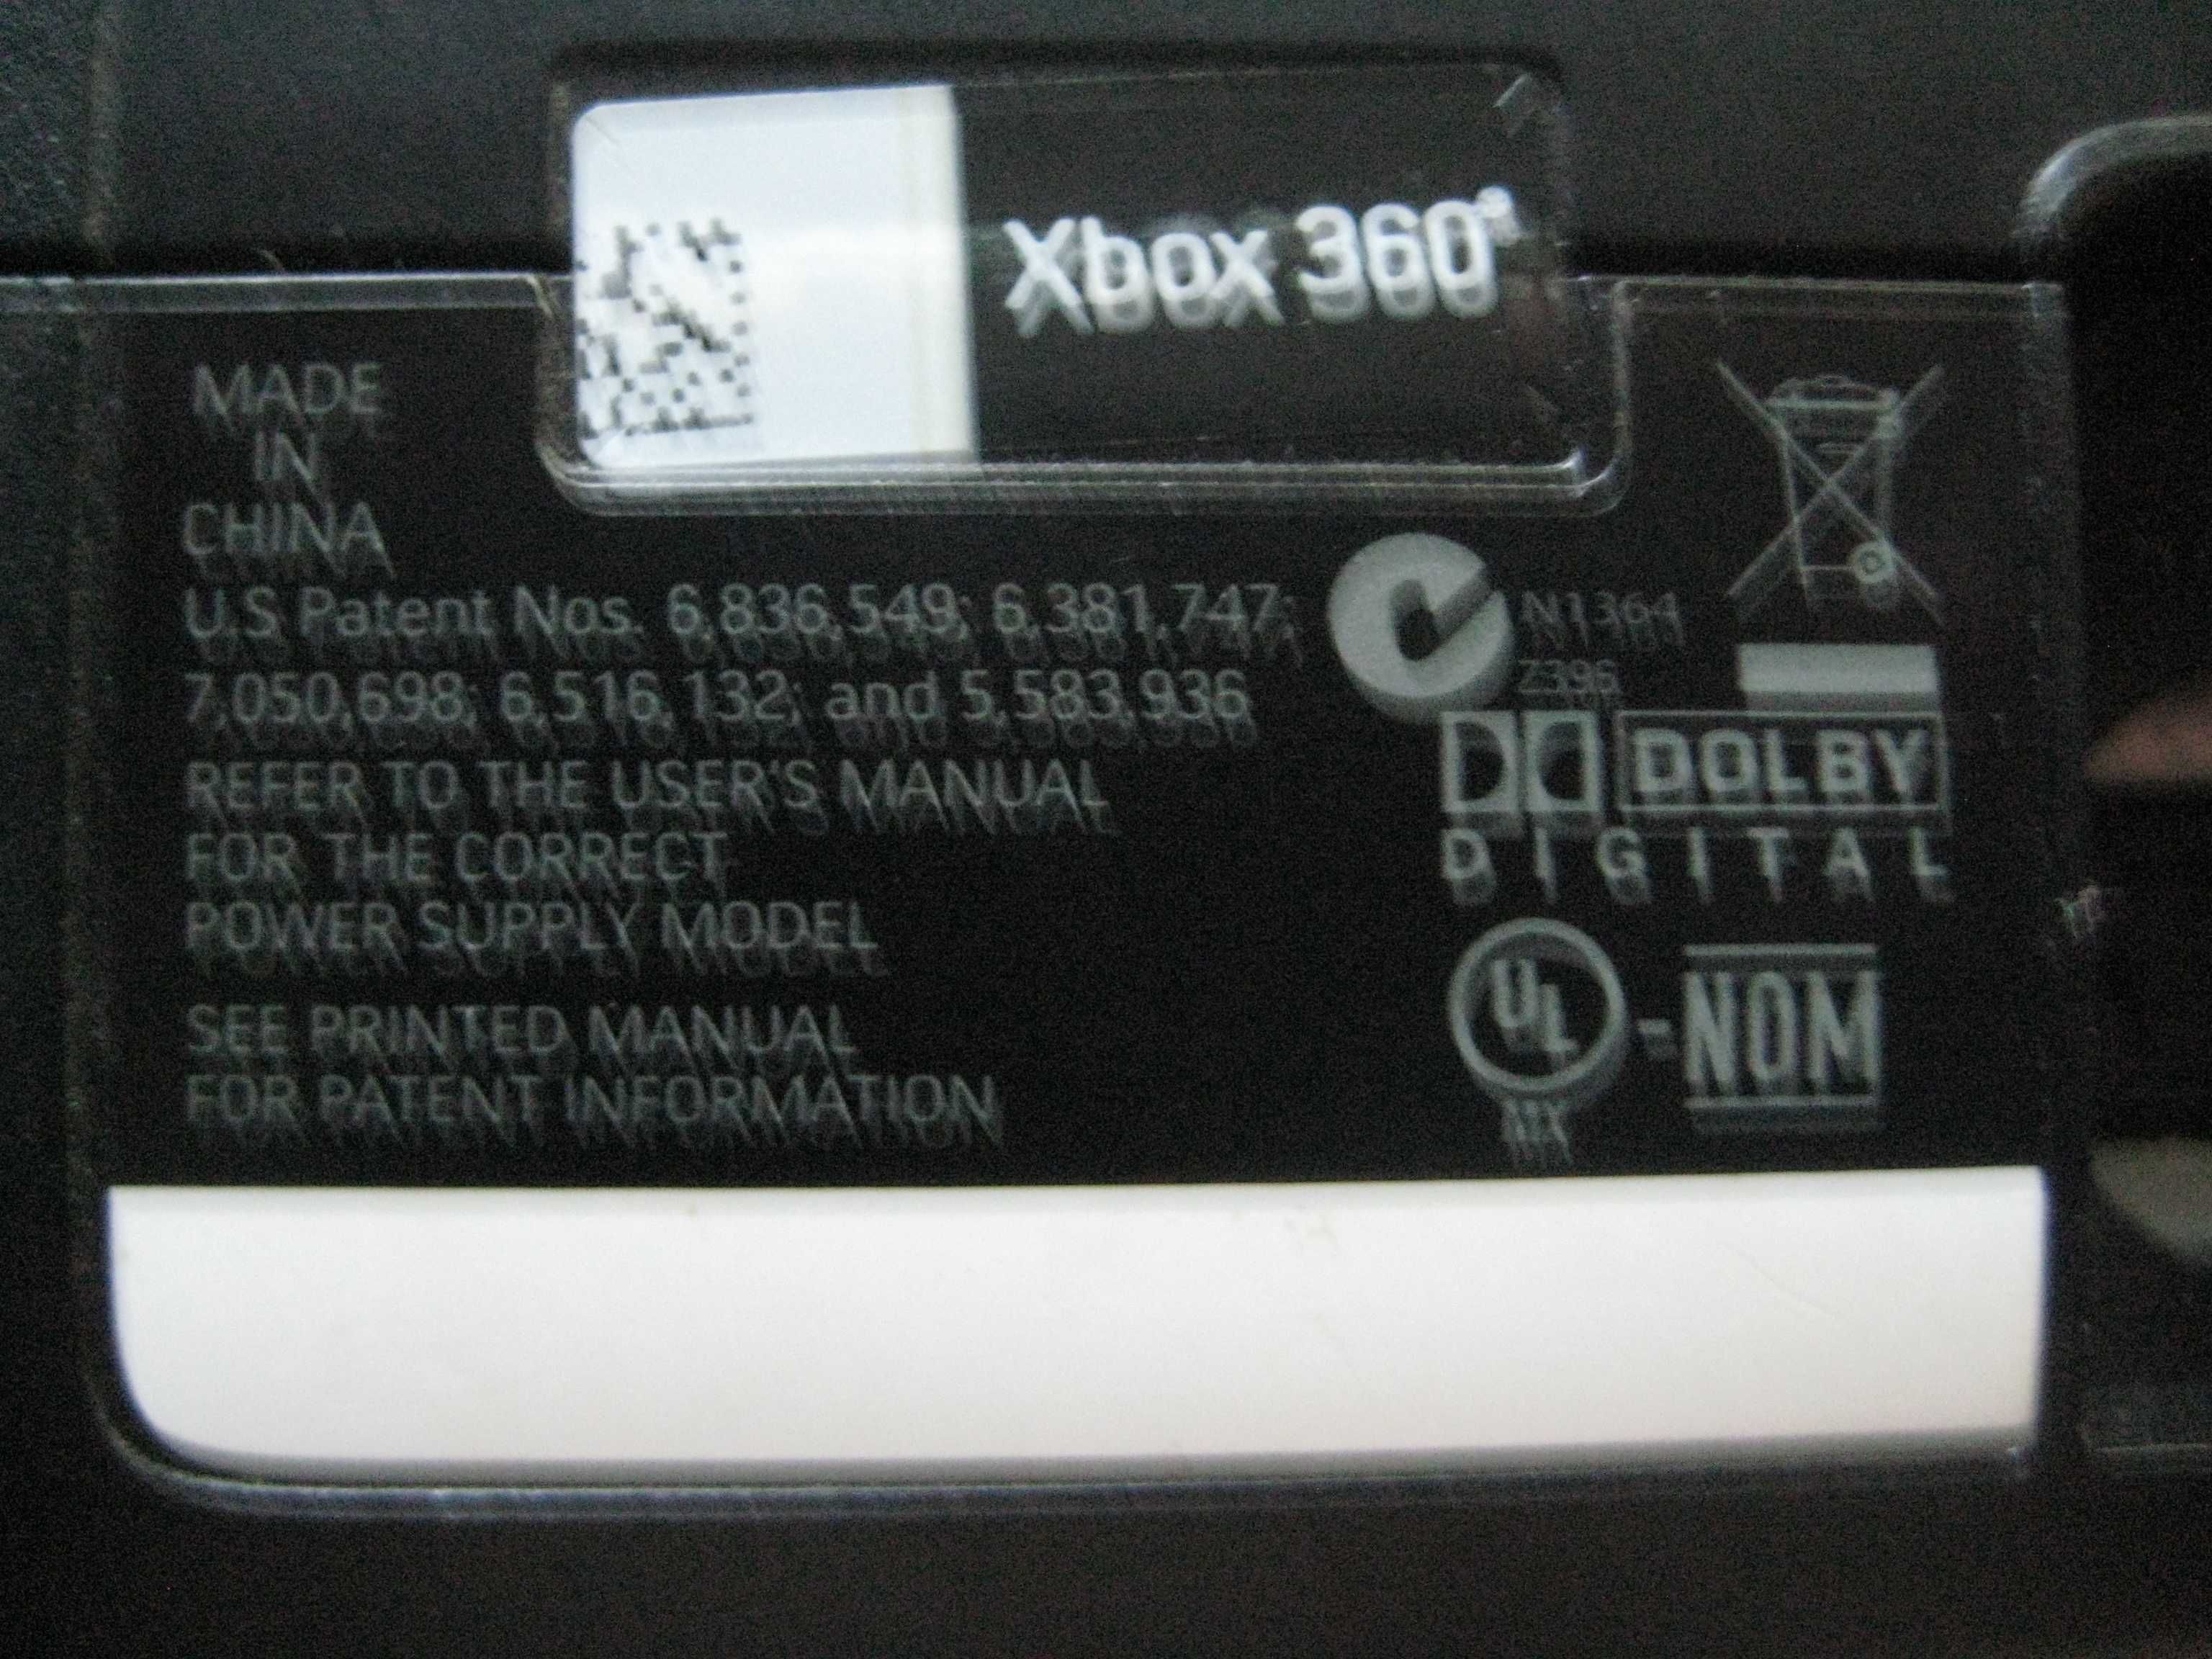 Xbox 360
MADE
IN
CHINA
U.S Patent Nos. 6,836,549; 6,381,747;
7,050,698; 6,516,132; and 5,583,936
REFER TO THE USER'S MANUAL
FOR THE CORRECT
POWER SUPPLY MODEL
SEE PRINTED MANUAL
FOR PATENT INFORMATION
N1364
Z396
DOLBY
DIGITAL
UL
MX
NOM